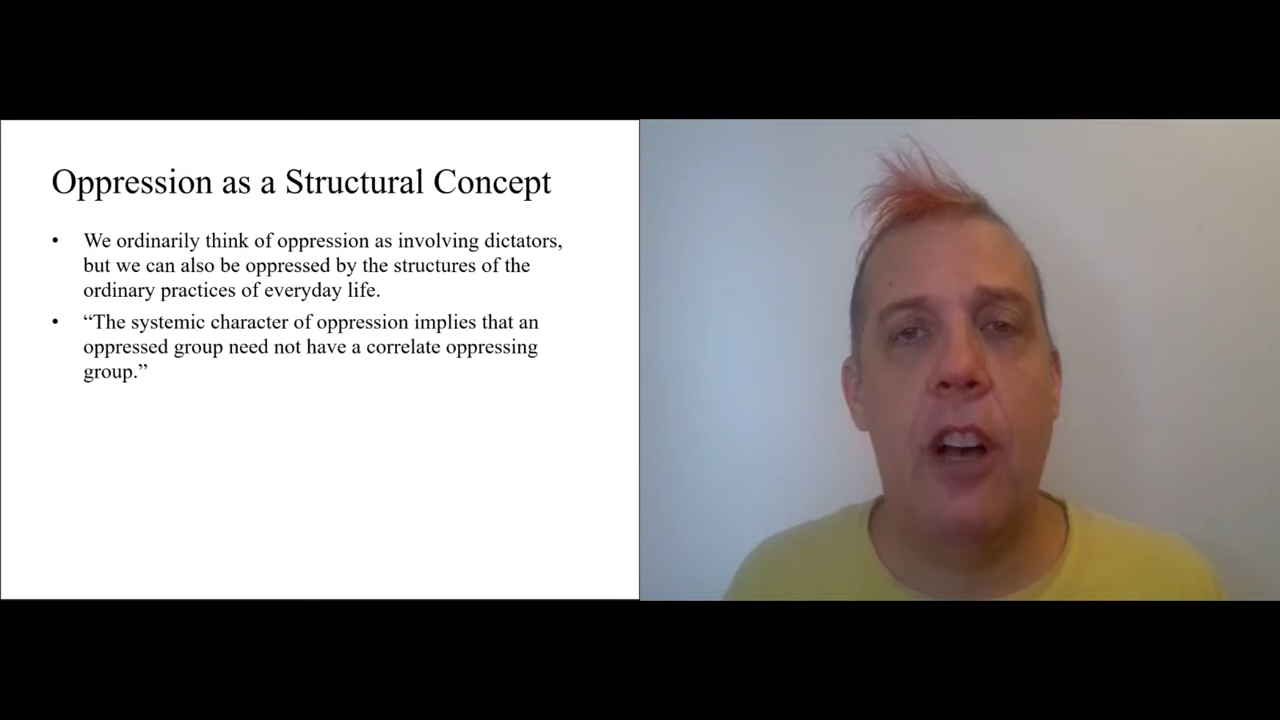 Oppression as a Structural Concept
• We ordinarily think of oppression as involving dictators,
but we can also be oppressed by the structures of the
ordinary practices of everyday life.
• “The systemic character of oppression implies that an
oppressed group need not have a correlate oppressing
group.”